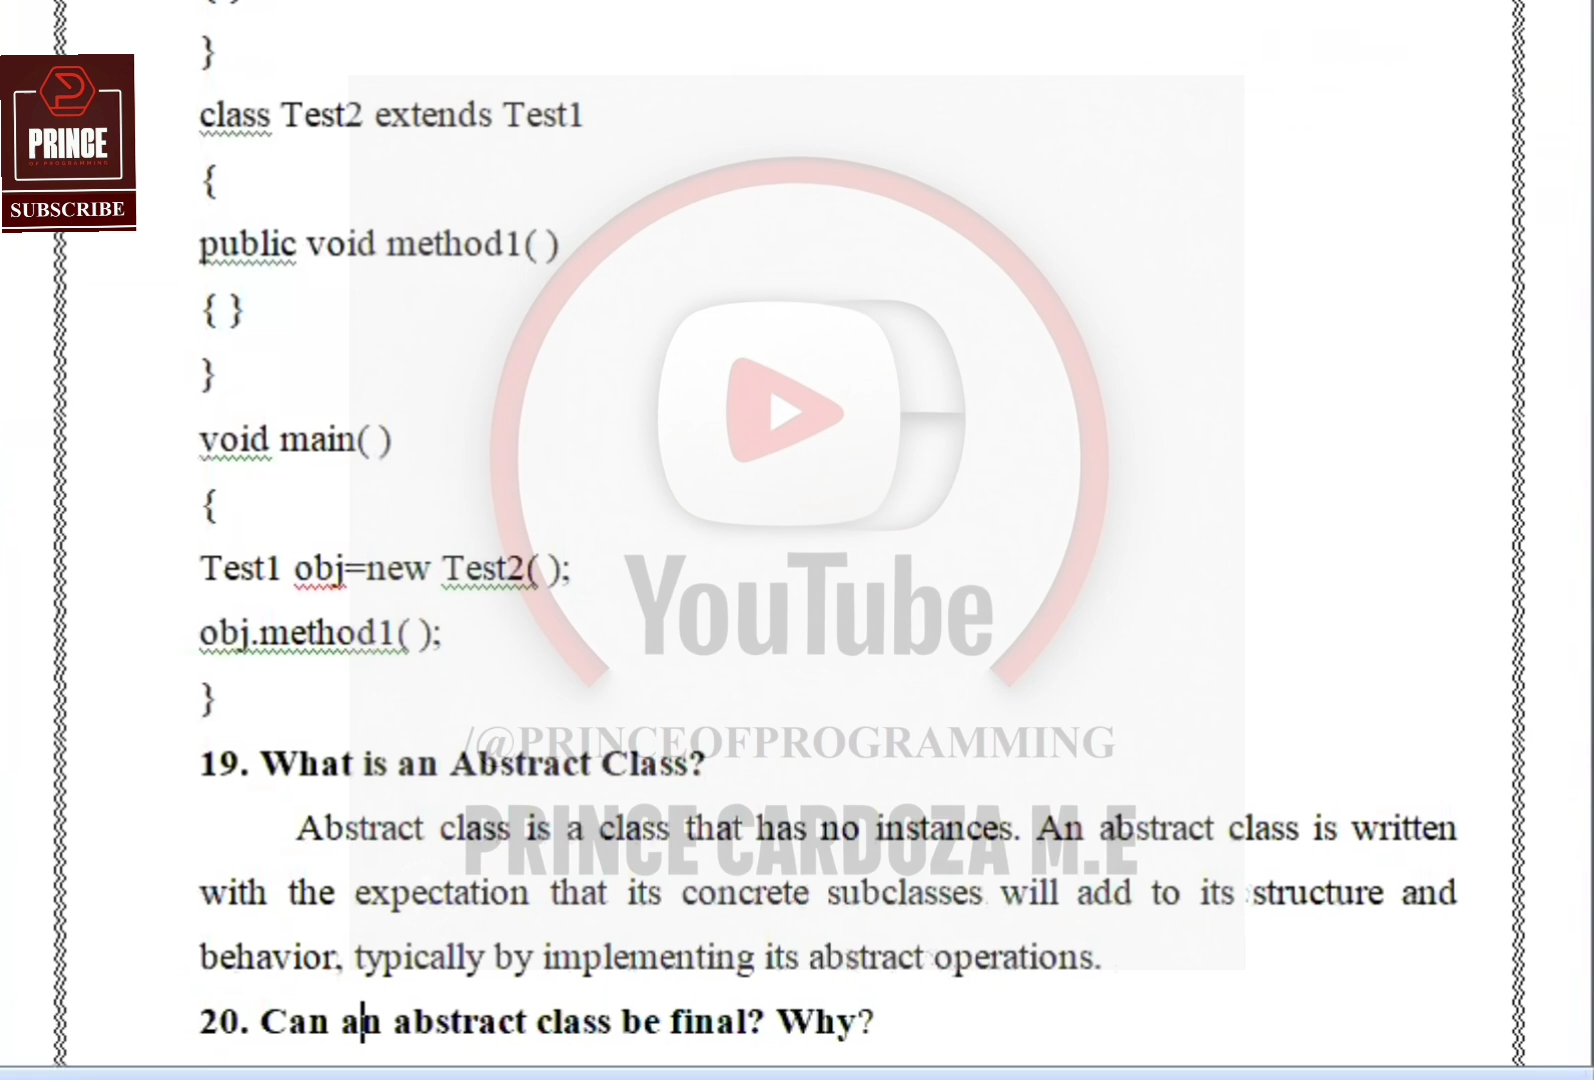 }
class Test2 extends Test1
{
public void method1( )
{ }
}
void main( )
{
Test1 obj=new Test2( );
obj.method1( );
}
19. What is an Abstract Class?
Abstract class is a class that has no instances. An abstract class is written
with the expectation that its concrete subclasses will add to its structure and
behavior, typically by implementing its abstract operations.
20. Can an abstract class be final? Why?
PRINCE
OF PROGRAMMING
SUBSCRIBE
YouTube
/@PRINCEOFPROGRAMMING
PRINCE CARDOZA M.E